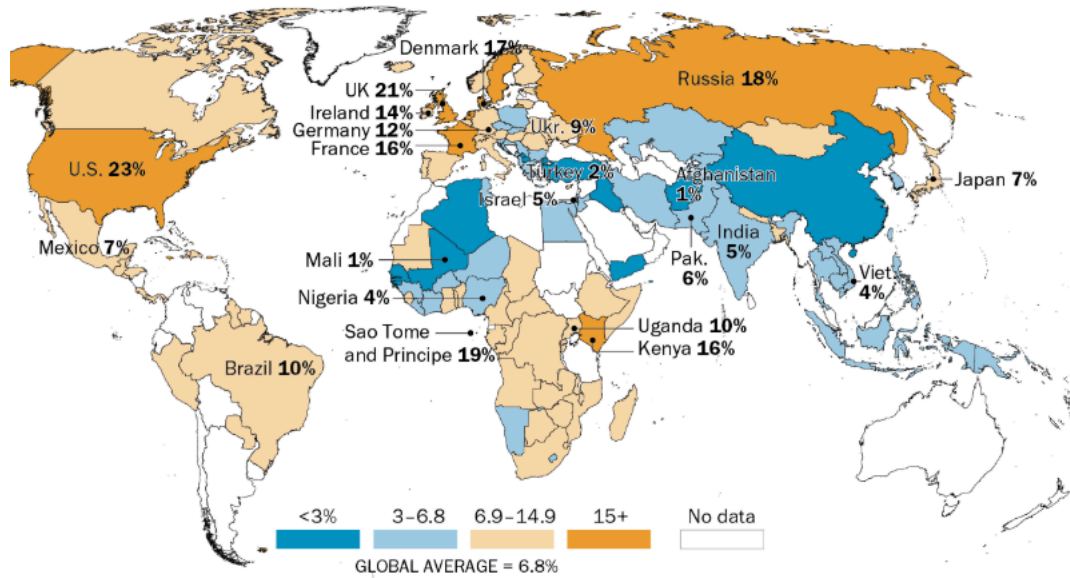 Denmark 17%
UK 21%
Ireland 14%
Germany 12%
France 16%
Ukr. 9%
Russia 18%
U.S. 23%
Turkey 2%
Afghanistan
1%
Israel 5%
Japan 7%
Mexico 7%
India
5%
Pak.
6%
Mali 1%
Viet.
4%
Nigeria 4%
Sao Tome
and Principe 19%
Uganda 10%
Kenya 16%
Brazil 10%
<3%
3–6.8
6.9–14.9
15+
No data
GLOBAL AVERAGE = 6.8%